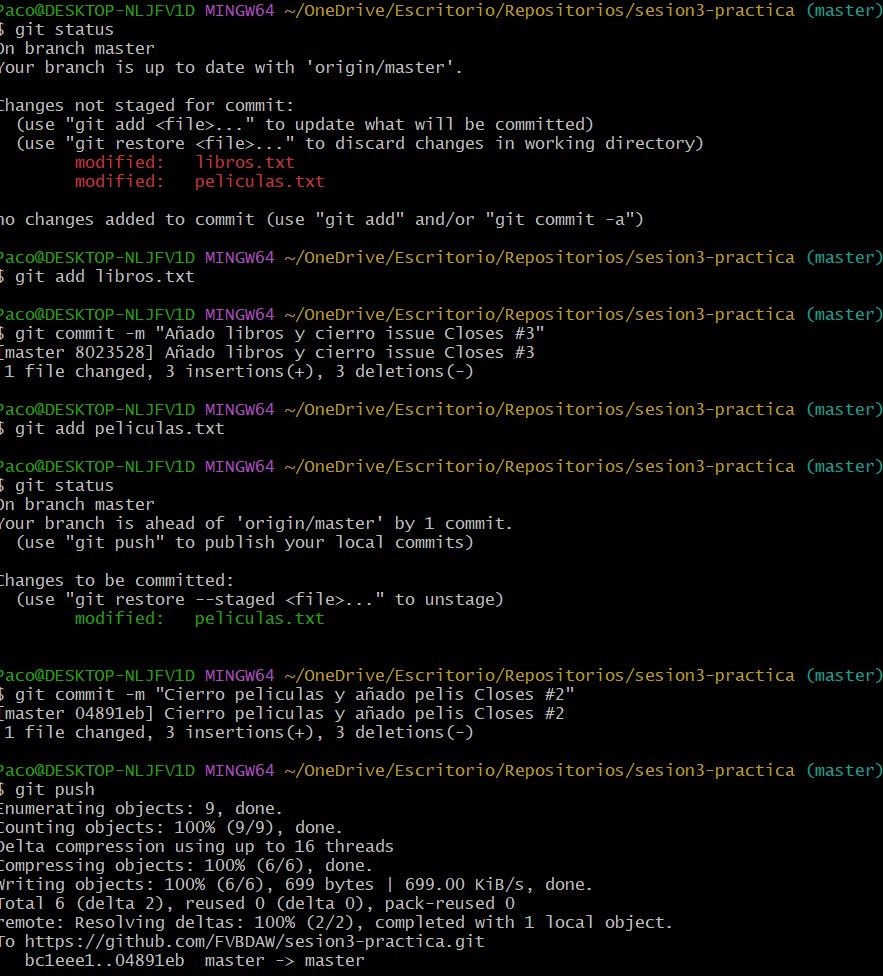 Paco@DESKTOP-NLJFV1D MINGW64 ~/OneDrive/Escritorio/Repositorios/sesion3-practica (master)
$ git status
On branch master
Your branch is up to date with 'origin/master'.
Changes not staged for commit:
(use "git add <file>..." to update what will be committed)
(use "git restore <file>..." to discard changes in working directory)
modified: libros.txt
modified: peliculas.txt
no changes added to commit (use "git add" and/or "git commit -a")
Paco@DESKTOP-NLJFV1D MINGW64 ~/OneDrive/Escritorio/Repositorios/sesion3-practica (master)
$ git add libros.txt
Paco@DESKTOP-NLJFV1D MINGW64 ~/OneDrive/Escritorio/Repositorios/sesion3-practica (master)
$ git commit -m "Añado libros y cierro issue Closes #3"
[master 8023528] Añado libros y cierro issue Closes #3
1 file changed, 3 insertions(+), 3 deletions(-)
Paco@DESKTOP-NLJFV1D MINGW64 ~/OneDrive/Escritorio/Repositorios/sesion3-practica (master)
$ git add peliculas.txt
Paco@DESKTOP-NLJFV1D MINGW64 ~/OneDrive/Escritorio/Repositorios/sesion3-practica (master)
$ git status
On branch master
Your branch is ahead of 'origin/master' by 1 commit.
(use "git push" to publish your local commits)
Changes to be committed:
(use "git restore --staged <file>..." to unstage)
modified: peliculas.txt
Paco@DESKTOP-NLJFV1D MINGW64 ~/OneDrive/Escritorio/Repositorios/sesion3-practica (master)
$ git commit -m "Cierro peliculas y añado pelis Closes #2"
[master 04891eb] Cierro peliculas y añado pelis Closes #2
1 file changed, 3 insertions(+), 3 deletions(-)
Paco@DESKTOP-NLJFV1D MINGW64 ~/OneDrive/Escritorio/Repositorios/sesion3-practica (master)
$ git push
Enumerating objects: 9, done.
Counting objects: 100% (9/9), done.
Delta compression using up to 16 threads
Compressing objects: 100% (6/6), done.
Writing objects: 100% (6/6), 699 bytes | 699.00 KiB/s, done.
Total 6 (delta 2), reused 0 (delta 0), pack-reused 0
remote: Resolving deltas: 100% (2/2), completed with 1 local object.
To https://github.com/FVBDAW/sesion3-practica.git
bc1eee1..04891eb master -> master